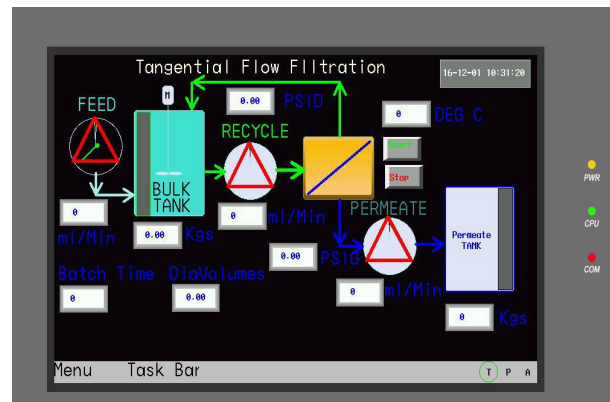 Tangential Flow FIltration
16-12-01 10:31:20
M
0.00 PSID
0 DEG C
FEED
RECYCLE
Start
Stop
PWR
BULK
TANK
PERMEATE
Permeate
TANK
CPU
0
ml/Min
0.00 Kgs
0 ml/Min
0.00 PSIG
COM
Batch Time DiaVolumes
0
0.00
0 ml/Min
0 Kgs
Menu Task Bar
T P A